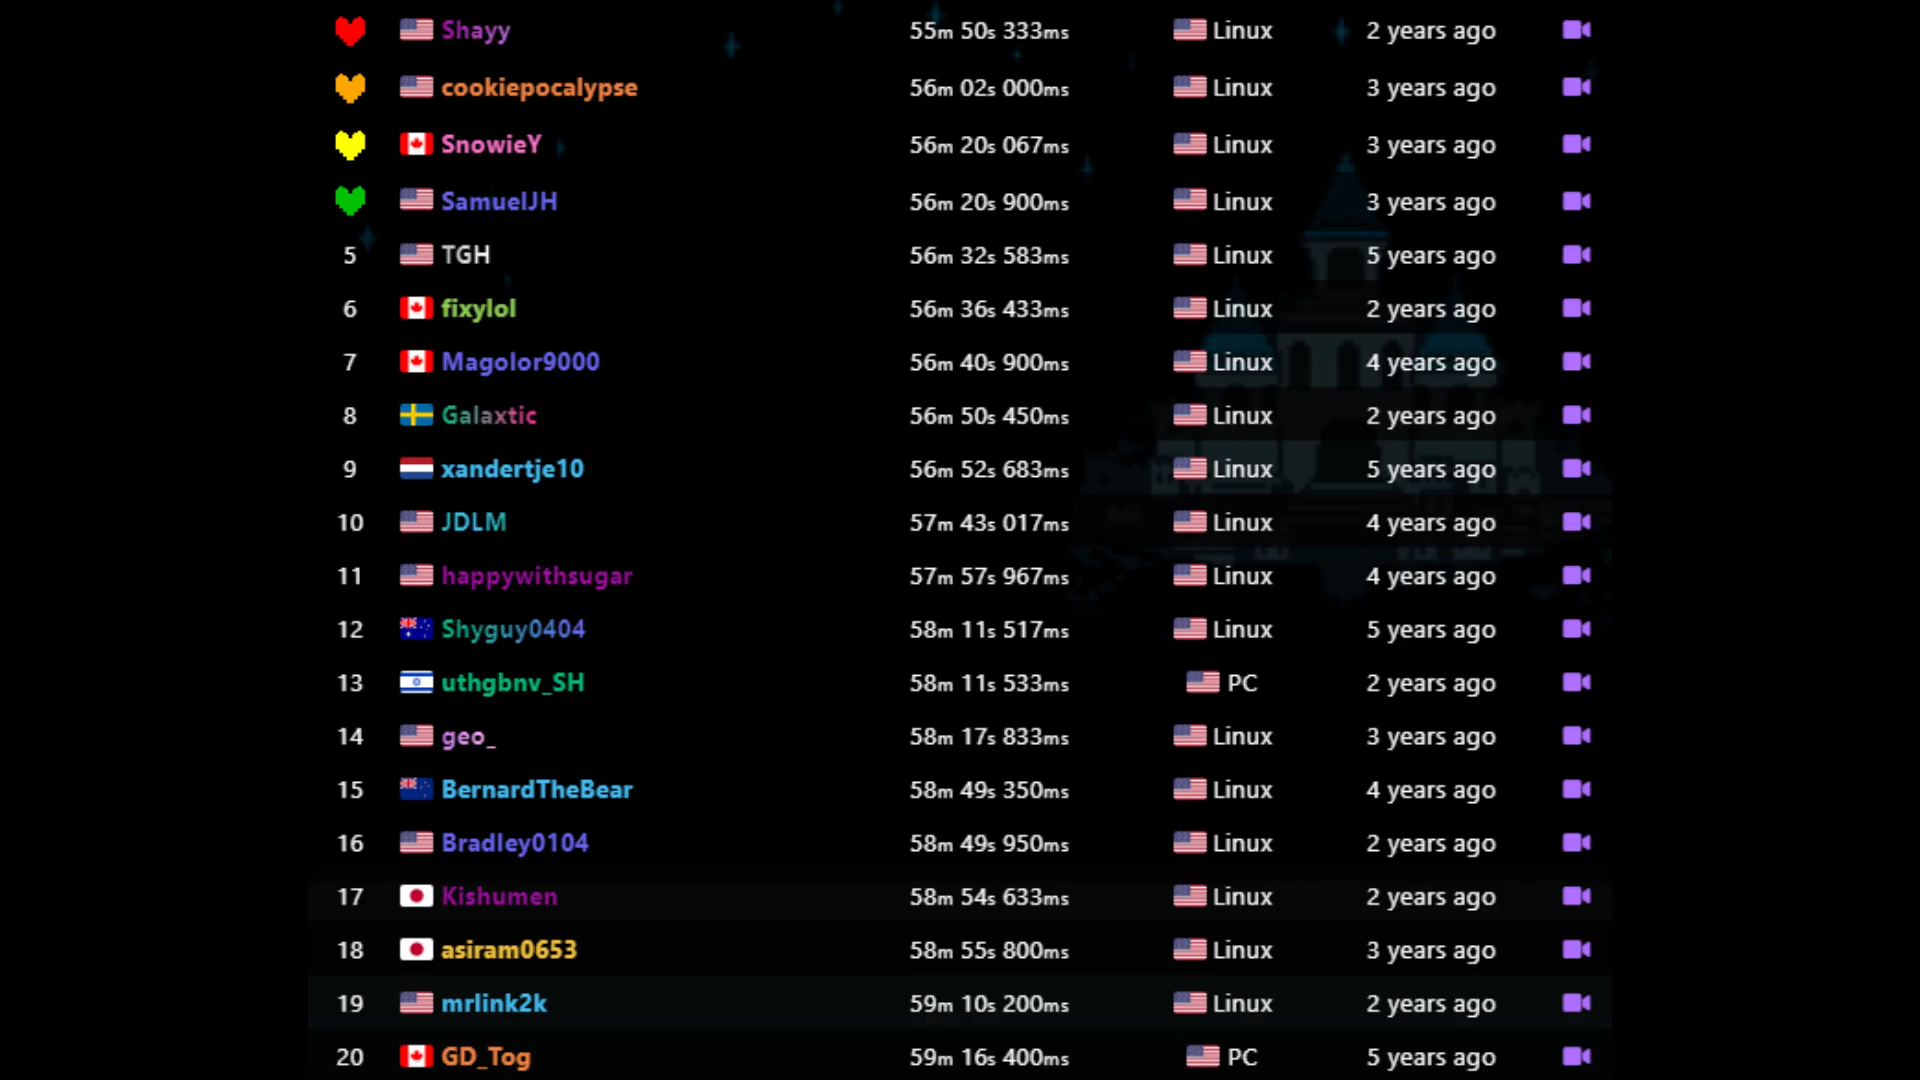 Shayy 55m 50s 333ms Linux 2 years ago
cookiepocalypse 56m 02s 000ms Linux 3 years ago
SnowieY 56m 20s 067ms Linux 3 years ago
SamuelJH 56m 20s 900ms Linux 3 years ago
5 TGH 56m 32s 583ms Linux 5 years ago
6 fixylol 56m 36s 433ms Linux 2 years ago
7 Magolor9000 56m 40s 900ms Linux 4 years ago
8 Galaxtic 56m 50s 450ms Linux 2 years ago
9 xandertje10 56m 52s 683ms Linux 5 years ago
10 JDLM 57m 43s 017ms Linux 4 years ago
11 happywithsugar 57m 57s 967ms Linux 4 years ago
12 Shyguy0404 58m 11s 517ms Linux 5 years ago
13 uthgbnv_SH 58m 11s 533ms PC 2 years ago
14 geo_ 58m 17s 833ms Linux 3 years ago
15 BernardTheBear 58m 49s 350ms Linux 4 years ago
16 Bradley0104 58m 49s 950ms Linux 2 years ago
17 Kishumen 58m 54s 633ms Linux 2 years ago
18 asiram0653 58m 55s 800ms Linux 3 years ago
19 mrlink2k 59m 10s 200ms Linux 2 years ago
20 GD_Tog 59m 16s 400ms PC 5 years ago